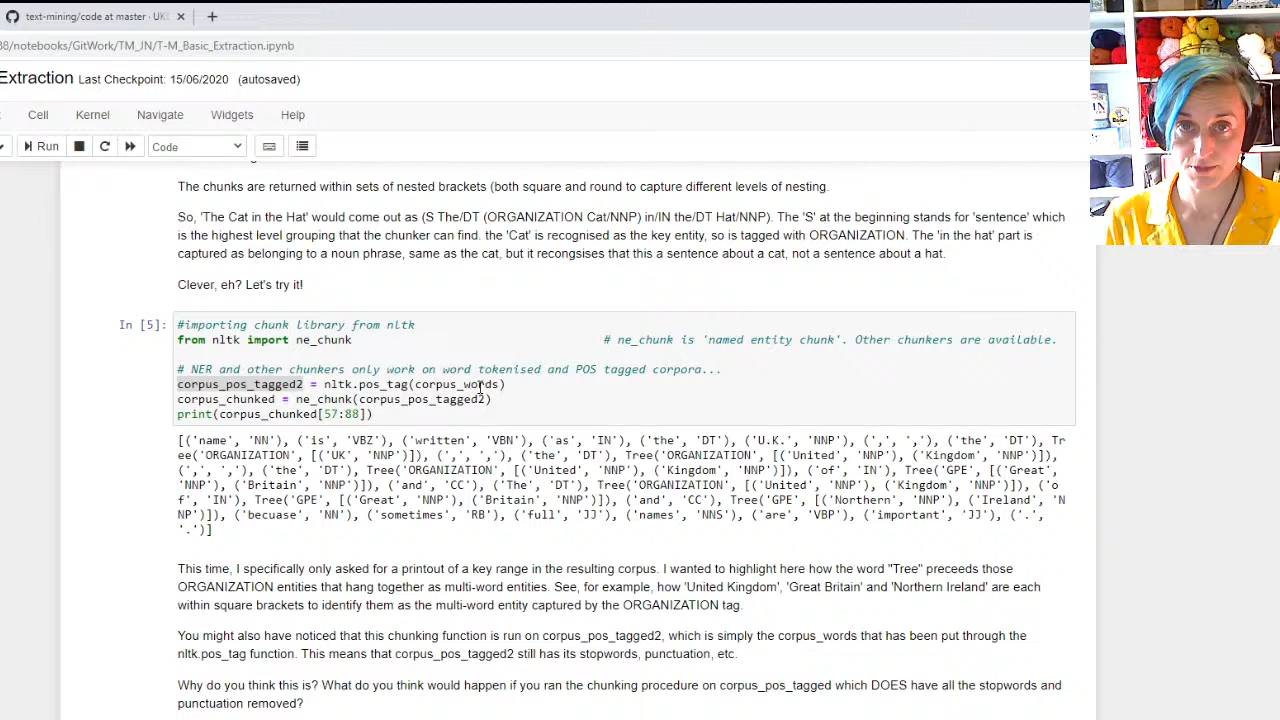 text-mining/code at master · UK
38/notebooks/GitWork/TM_JN/T-M_Basic_Extraction.ipynb
Extraction Last Checkpoint: 15/06/2020 (autosaved)
Cell Kernel Navigate Widgets Help
Run Code
The chunks are returned within sets of nested brackets (both square and round to capture different levels of nesting.
So, 'The Cat in the Hat' would come out as (S The/DT (ORGANIZATION Cat/NNP) in/IN the/DT Hat/NNP). The 'S' at the beginning stands for 'sentence' which
is the highest level grouping that the chunker can find. the 'Cat' is recognised as the key entity, so is tagged with ORGANIZATION. The 'in the hat' part is
captured as belonging to a noun phrase, same as the cat, but it recongsises that this a sentence about a cat, not a sentence about a hat.
Clever, eh? Let's try it!
In [5]: #importing chunk library from nltk
from nltk import ne_chunk # ne_chunk is 'named entity chunk'. Other chunkers are available.
# NER and other chunkers only work on word tokenised and POS tagged corpora...
corpus_pos_tagged2 = nltk.pos_tag(corpus_words)
corpus_chunked = ne_chunk(corpus_pos_tagged2)
print(corpus_chunked[57:88])
[('name', 'NN'), ('is', 'VBZ'), ('written', 'VBN'), ('as', 'IN'), ('the', 'DT'), ('U.K.', 'NNP'), (',', ','), ('the', 'DT'), Tr
ee('ORGANIZATION', [('UK', 'NNP')]), (',', ','), ('the', 'DT'), Tree('ORGANIZATION', [('United', 'NNP'), ('Kingdom', 'NNP')]),
(',', ','), ('the', 'DT'), Tree('ORGANIZATION', [('United', 'NNP'), ('Kingdom', 'NNP')]), ('of', 'IN'), Tree('GPE', [('Great',
'NNP'), ('Britain', 'NNP')]), ('and', 'CC'), ('The', 'DT'), Tree('ORGANIZATION', [('United', 'NNP'), ('Kingdom', 'NNP')]), ('o
f', 'IN'), Tree('GPE', [('Great', 'NNP'), ('Britain', 'NNP')]), ('and', 'CC'), Tree('GPE', [('Northern', 'NNP'), ('Ireland', 'N
NP')]), ('becuase', 'NN'), ('sometimes', 'RB'), ('full', 'JJ'), ('names', 'NNS'), ('are', 'VBP'), ('important', 'JJ'), ('.',
'.')]
This time, I specifically only asked for a printout of a key range in the resulting corpus. I wanted to highlight here how the word "Tree" preceeds those
ORGANIZATION entities that hang together as multi-word entities. See, for example, how 'United Kingdom', 'Great Britain' and 'Northern Ireland' are each
within square brackets to identify them as the multi-word entity captured by the ORGANIZATION tag.
You might also have noticed that this chunking function is run on corpus_pos_tagged2, which is simply the corpus_words that has been put through the
nltk.pos_tag function. This means that corpus_pos_tagged2 still has its stopwords, punctuation, etc.
Why do you think this is? What do you think would happen if you ran the chunking procedure on corpus_pos_tagged which DOES have all the stopwords and
punctuation removed?